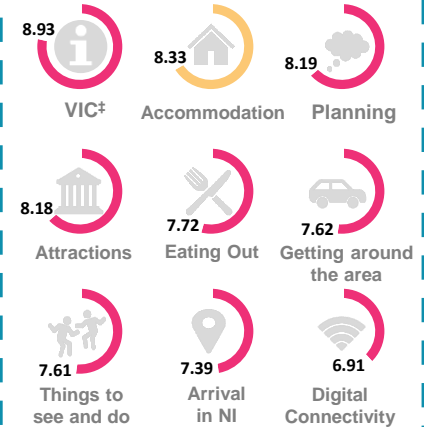 8.93
VIC‡
8.33
Accommodation
8.19
Planning
8.18
Attractions
7.72
Eating Out
7.62
Getting around
the area
7.61
Things to
see and do
7.39
Arrival
in NI
6.91
Digital
Connectivity